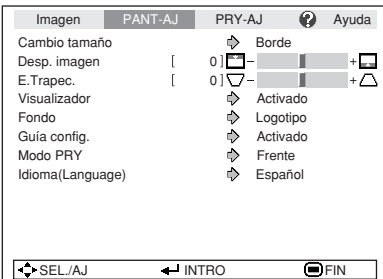 Imagen PANT-AJ PRY-AJ ? Ayuda
Cambio tamaño Borde
Desp. imagen [ 0 ] - +
E.Trapec. [ 0 ] - +
Visualizador Activado
Fondo Logotipo
Guía config. Activado
Modo PRY Frente
Idioma(Language) Español
SEL./AJ INTRO FIN